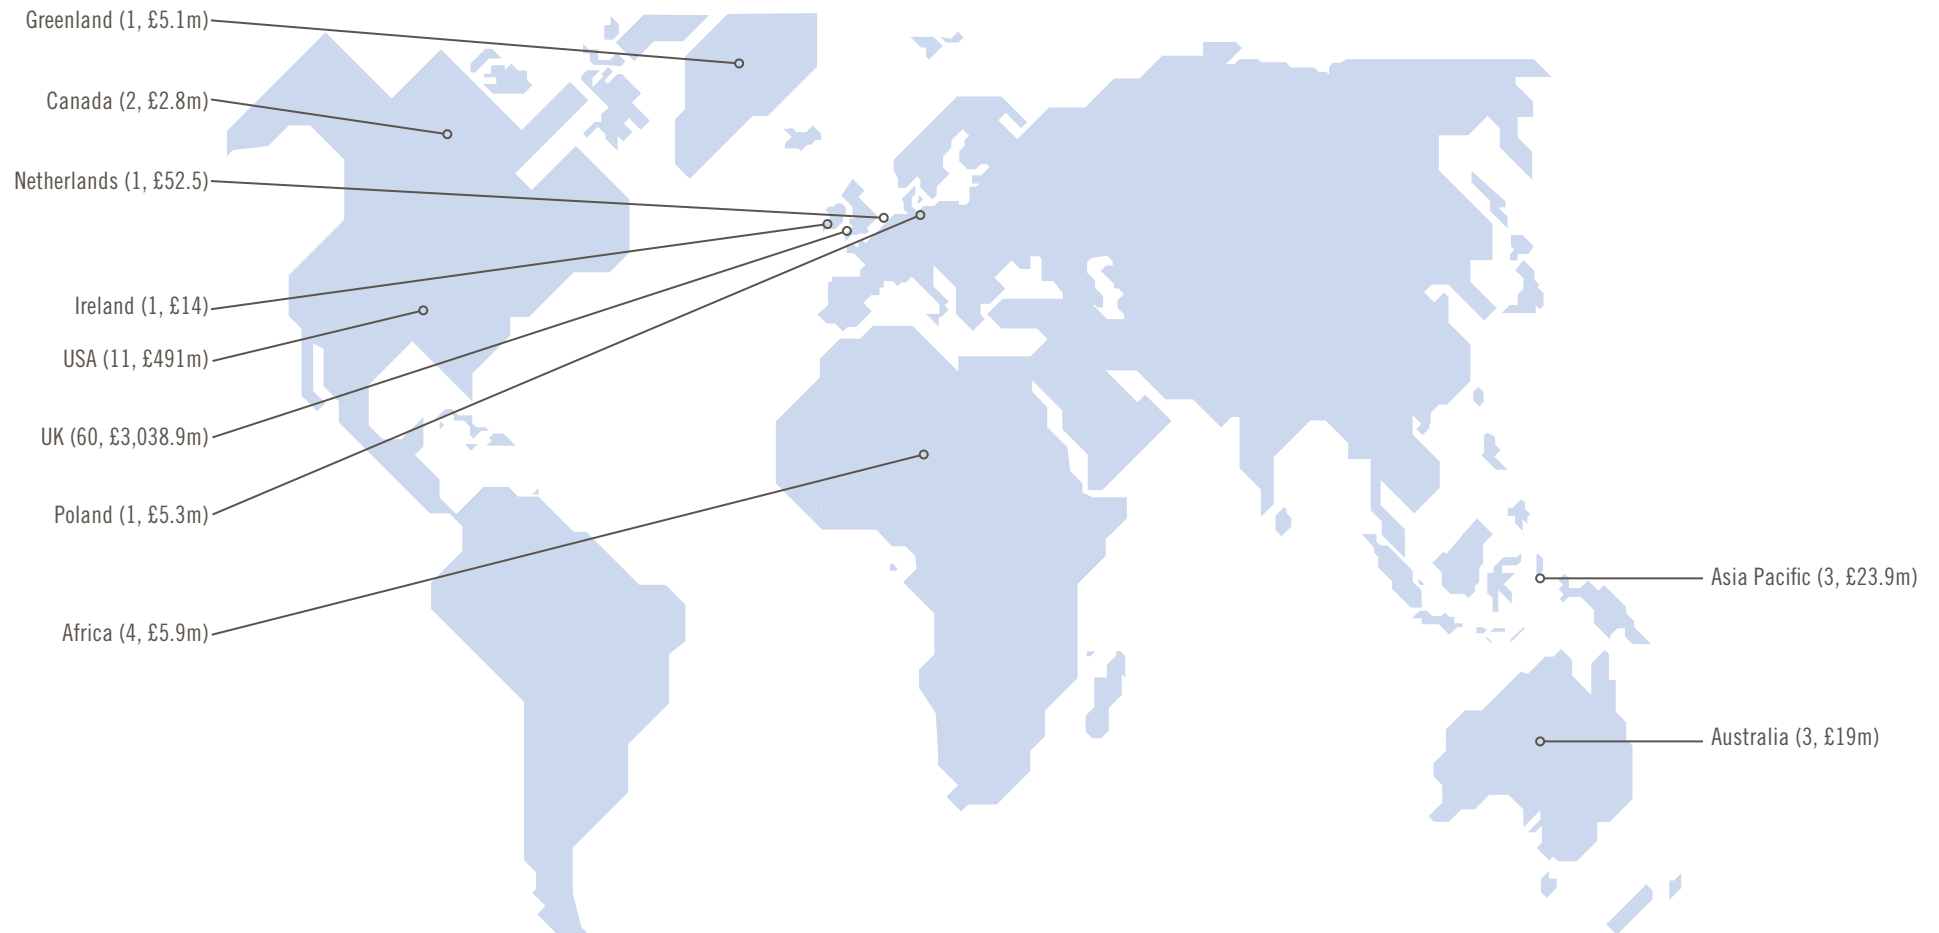 Greenland (1, £5.1m)
Canada (2, £2.8m)
Netherlands (1, £52.5)
Ireland (1, £14)
USA (11, £491m)
UK (60, £3,038.9m)
Poland (1, £5.3m)
Africa (4, £5.9m)
Asia Pacific (3, £23.9m)
Australia (3, £19m)